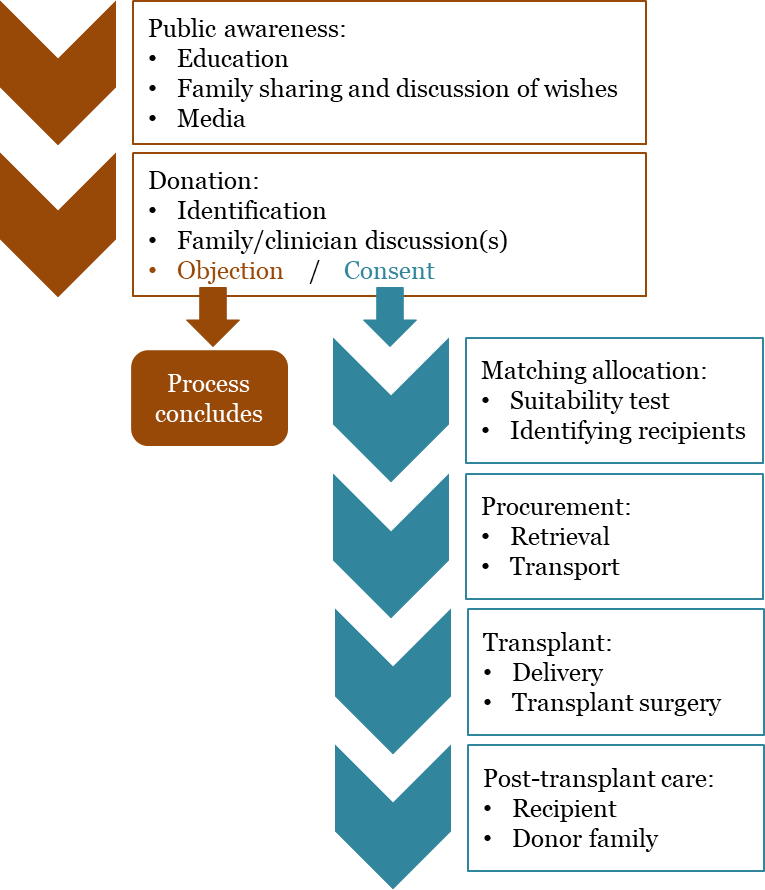 Public awareness:
• Education
• Family sharing and discussion of wishes
• Media
Donation:
• Identification
• Family/clinician discussion(s)
• Objection / Consent
Process
concludes
Matching allocation:
• Suitability test
• Identifying recipients
Procurement:
• Retrieval
• Transport
Transplant:
• Delivery
• Transplant surgery
Post-transplant care:
• Recipient
• Donor family